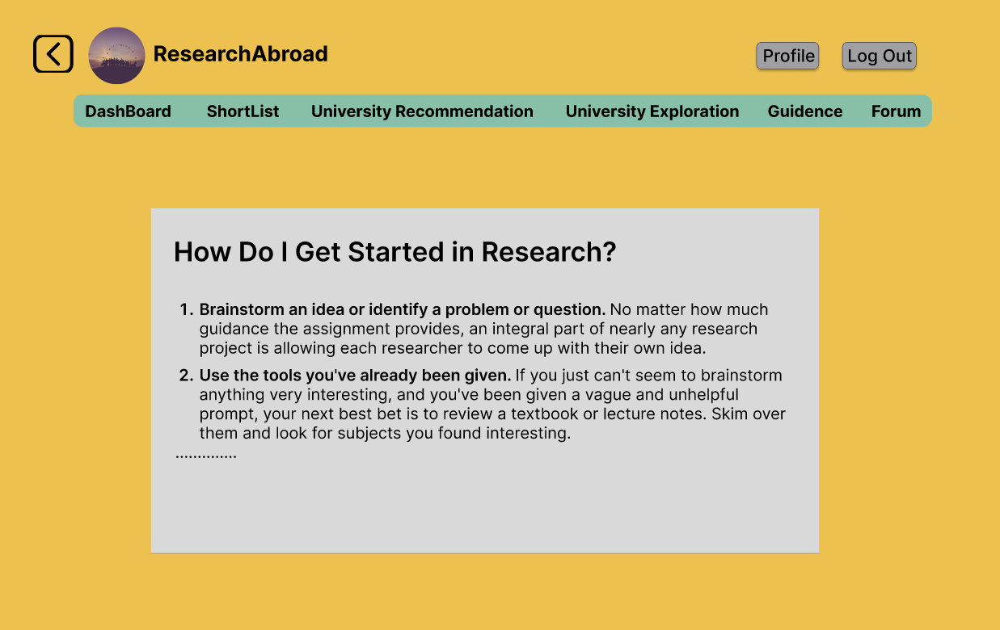 ResearchAbroad
Profile
Log Out
DashBoard ShortList University Recommendation University Exploration Guidence Forum
How Do I Get Started in Research?
1. Brainstorm an idea or identify a problem or question. No matter how much
guidance the assignment provides, an integral part of nearly any research
project is allowing each researcher to come up with their own idea.
2. Use the tools you've already been given. If you just can't seem to brainstorm
anything very interesting, and you've been given a vague and unhelpful
prompt, your next best bet is to review a textbook or lecture notes. Skim over
them and look for subjects you found interesting.
..............